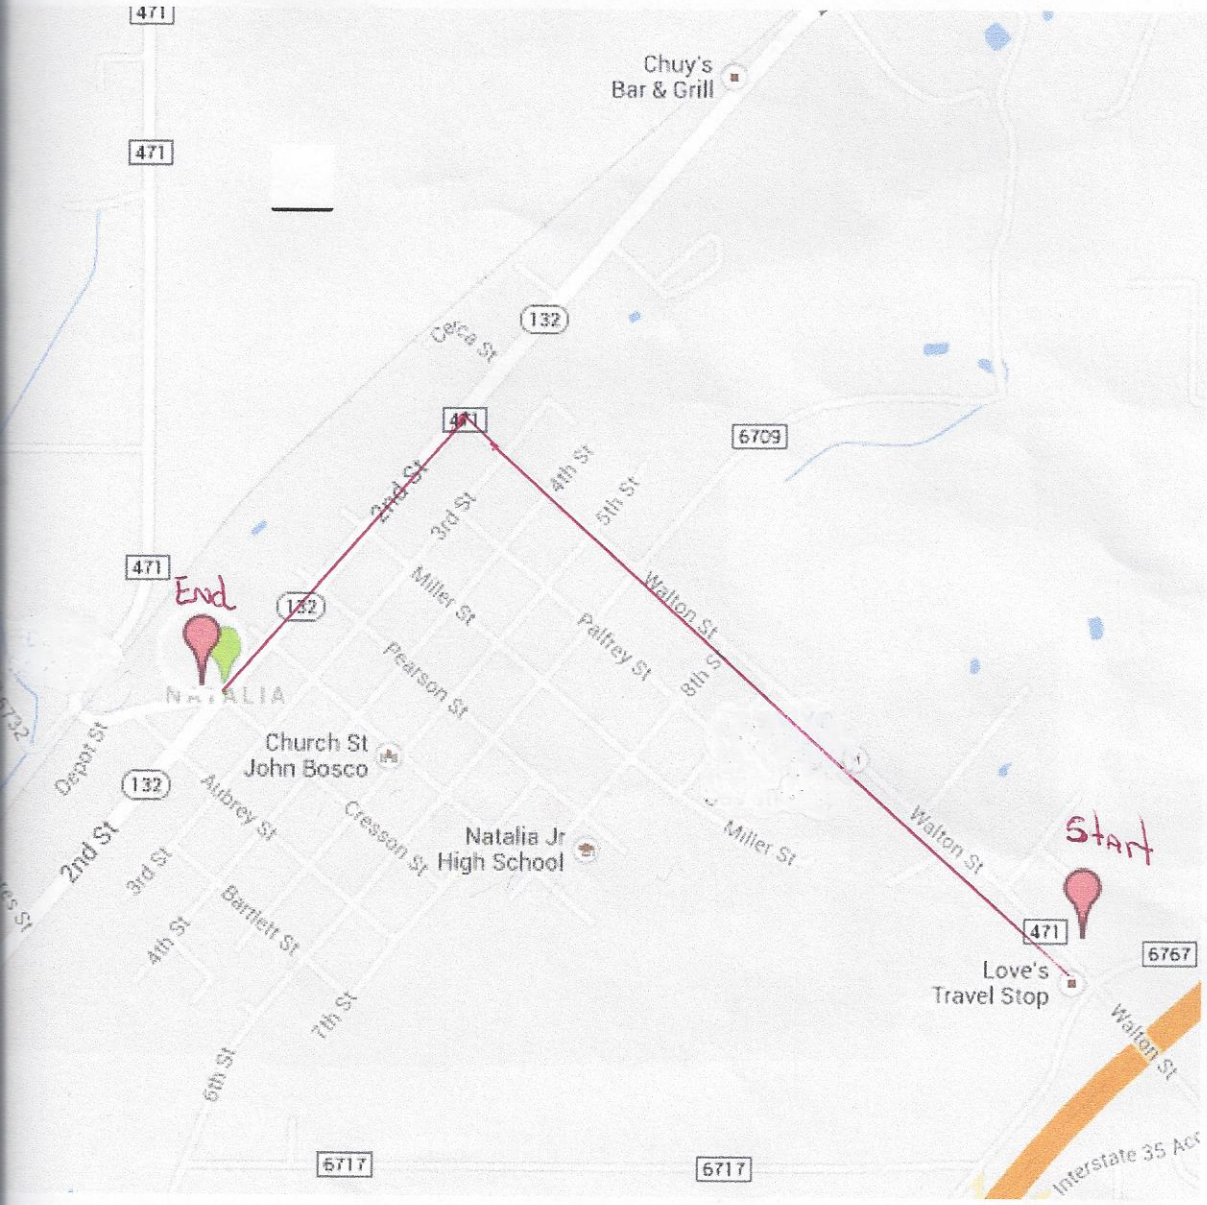 471
Chuy's
Bar & Grill
471
132
Celca St
471
6709
2nd St
4th St
3rd St
5th St
471
End
132
Miller St
Walton St
Palfrey St
Pearson St
8th S
NATALIA
6732
Depot St
Church St
John Bosco
132
Aubrey St
Cresson St
Natalia Jr
High School
Miller St
Walton St
Start
2nd St
3rd St
Bartlett St
4th St
471
6767
Love's
Travel Stop
7th St
Walton St
6th St
6717
6717
Interstate 35 Acc